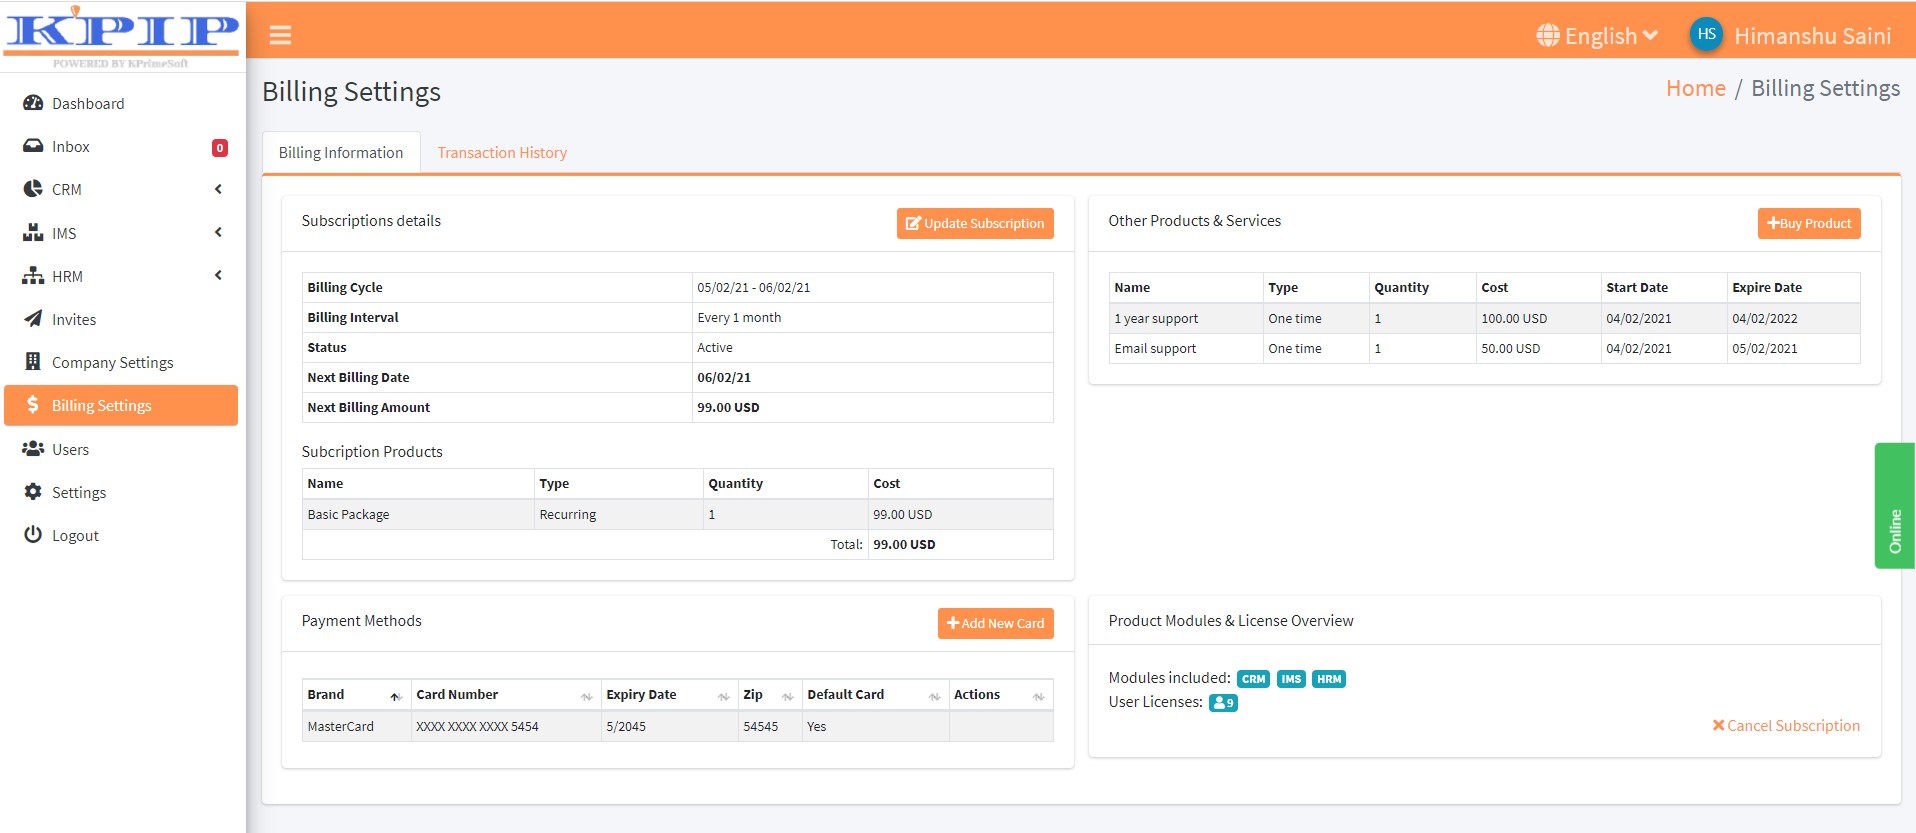 KPIP
POWERED BY KPrimeSoft
English
HS Himanshu Saini
Dashboard
Inbox 0
CRM
IMS
HRM
Invites
Company Settings
Billing Settings
Users
Settings
Logout
Billing Settings
Home / Billing Settings
Billing Information Transaction History
Subscriptions details Update Subscription
Billing Cycle 05/02/21 - 06/02/21
Billing Interval Every 1 month
Status Active
Next Billing Date 06/02/21
Next Billing Amount 99.00 USD
Subcription Products
Name Type Quantity Cost
Basic Package Recurring 1 99.00 USD
Total: 99.00 USD
Other Products & Services +Buy Product
Name Type Quantity Cost Start Date Expire Date
1 year support One time 1 100.00 USD 04/02/2021 04/02/2022
Email support One time 1 50.00 USD 04/02/2021 05/02/2021
Payment Methods +Add New Card
Brand Card Number Expiry Date Zip Default Card Actions
MasterCard XXXX XXXX XXXX 5454 5/2045 54545 Yes
Product Modules & License Overview
Modules included: CRM IMS HRM
User Licenses: 9
Cancel Subscription
Online